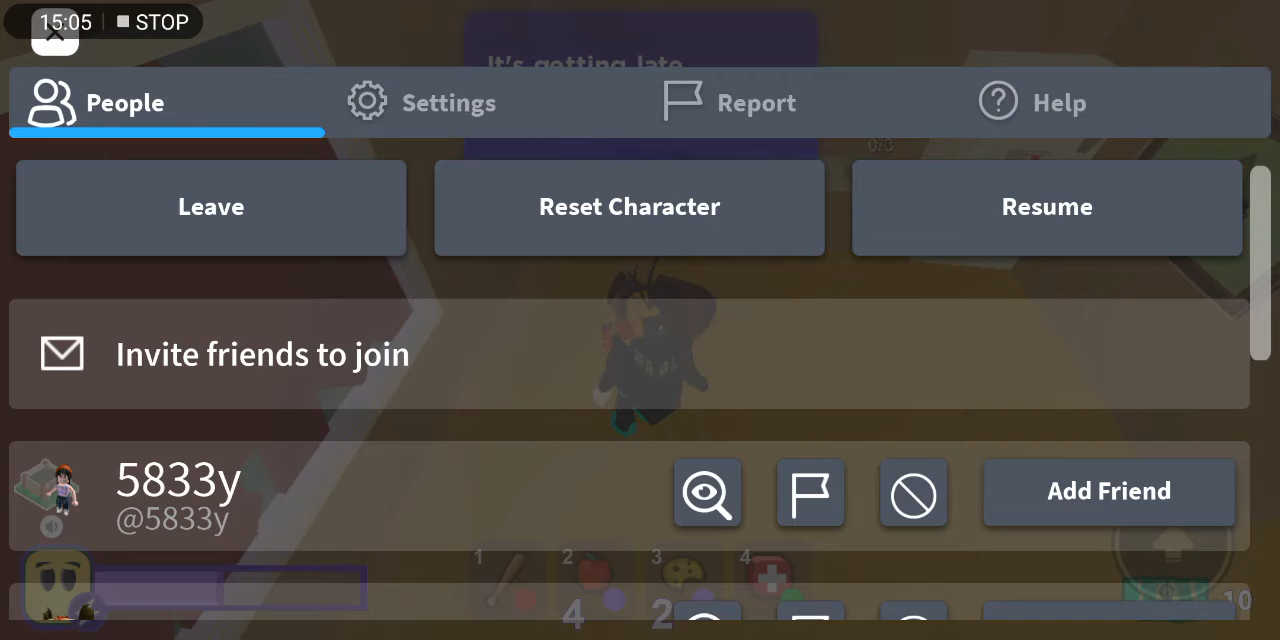 15:05 STOP
It's getting late
People Settings Report Help
0/3
Leave Reset Character Resume
Invite friends to join
5833y
@5833y
Add Friend
1 2 3 4
4 2
10